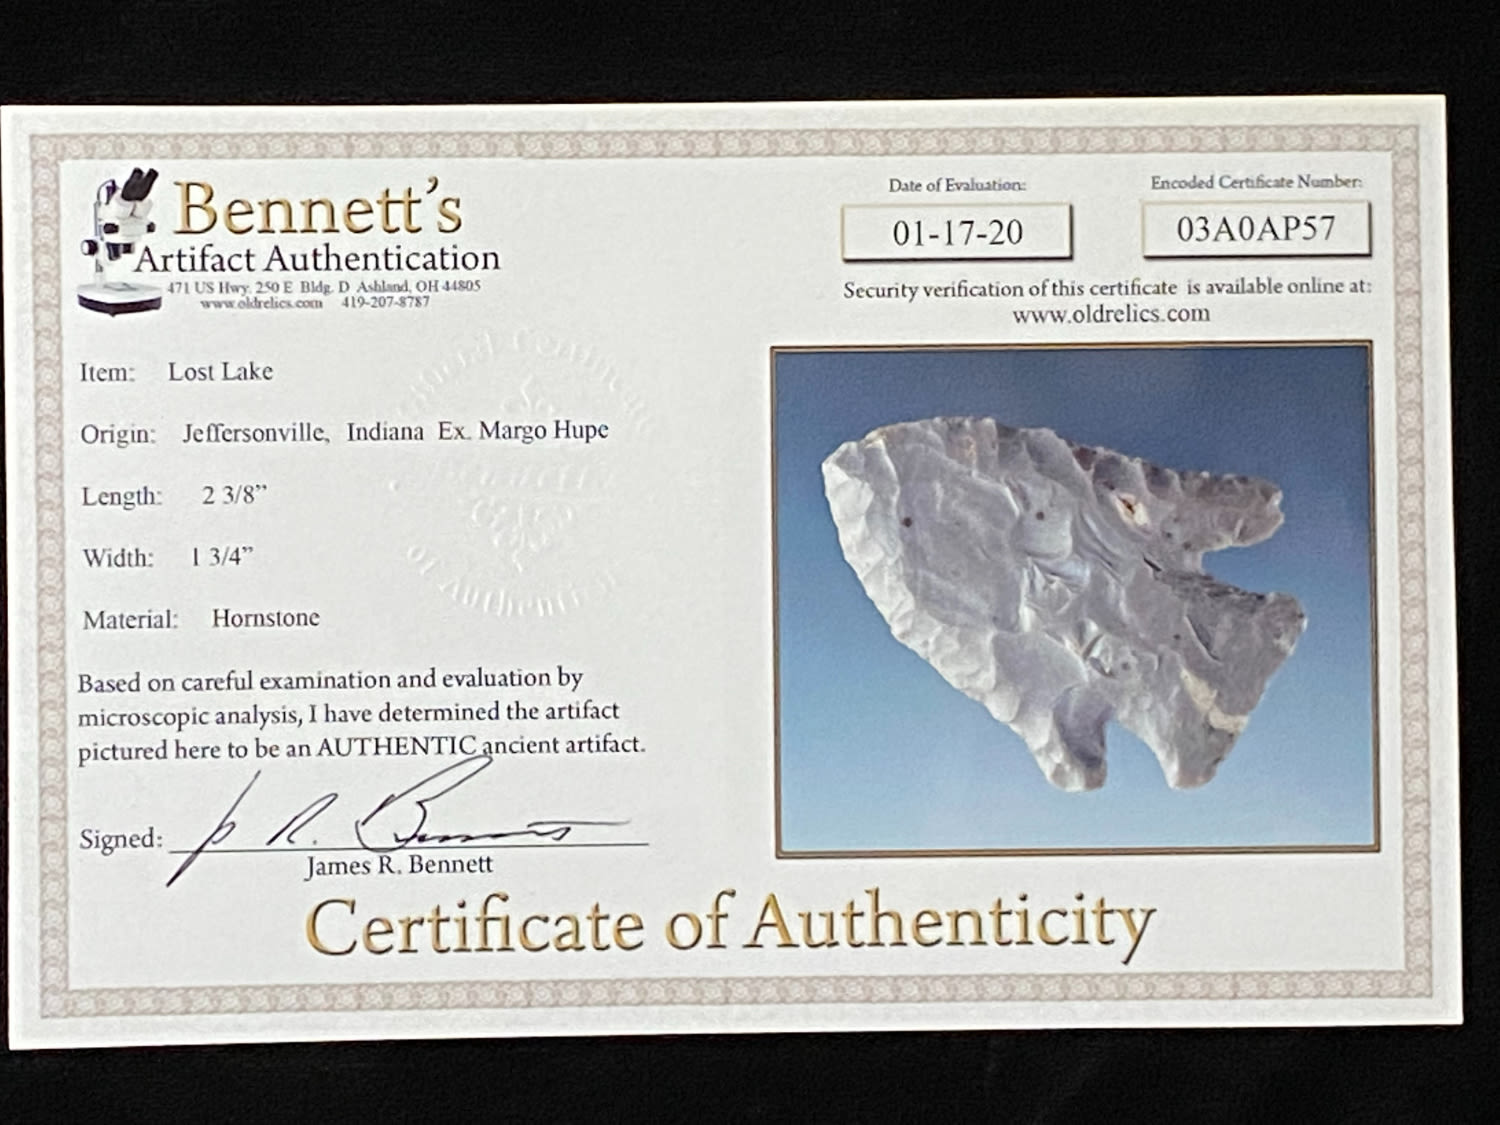 Bennett's
Artifact Authentication
471 US Hwy. 250 E Bldg. D Ashland, OH 44805
www.oldrelics.com 419-207-8787
Date of Evaluation:
01-17-20
Encoded Certificate Number:
03A0AP57
Security verification of this certificate is available online at:
www.oldrelics.com
Item: Lost Lake
Origin: Jeffersonville, Indiana Ex. Margo Hupe
Length: 2 3/8”
Width: 1 3/4”
Material: Hornstone
Based on careful examination and evaluation by
microscopic analysis, I have determined the artifact
pictured here to be an AUTHENTIC ancient artifact.
Signed:
James R. Bennett
Certificate of Authenticity